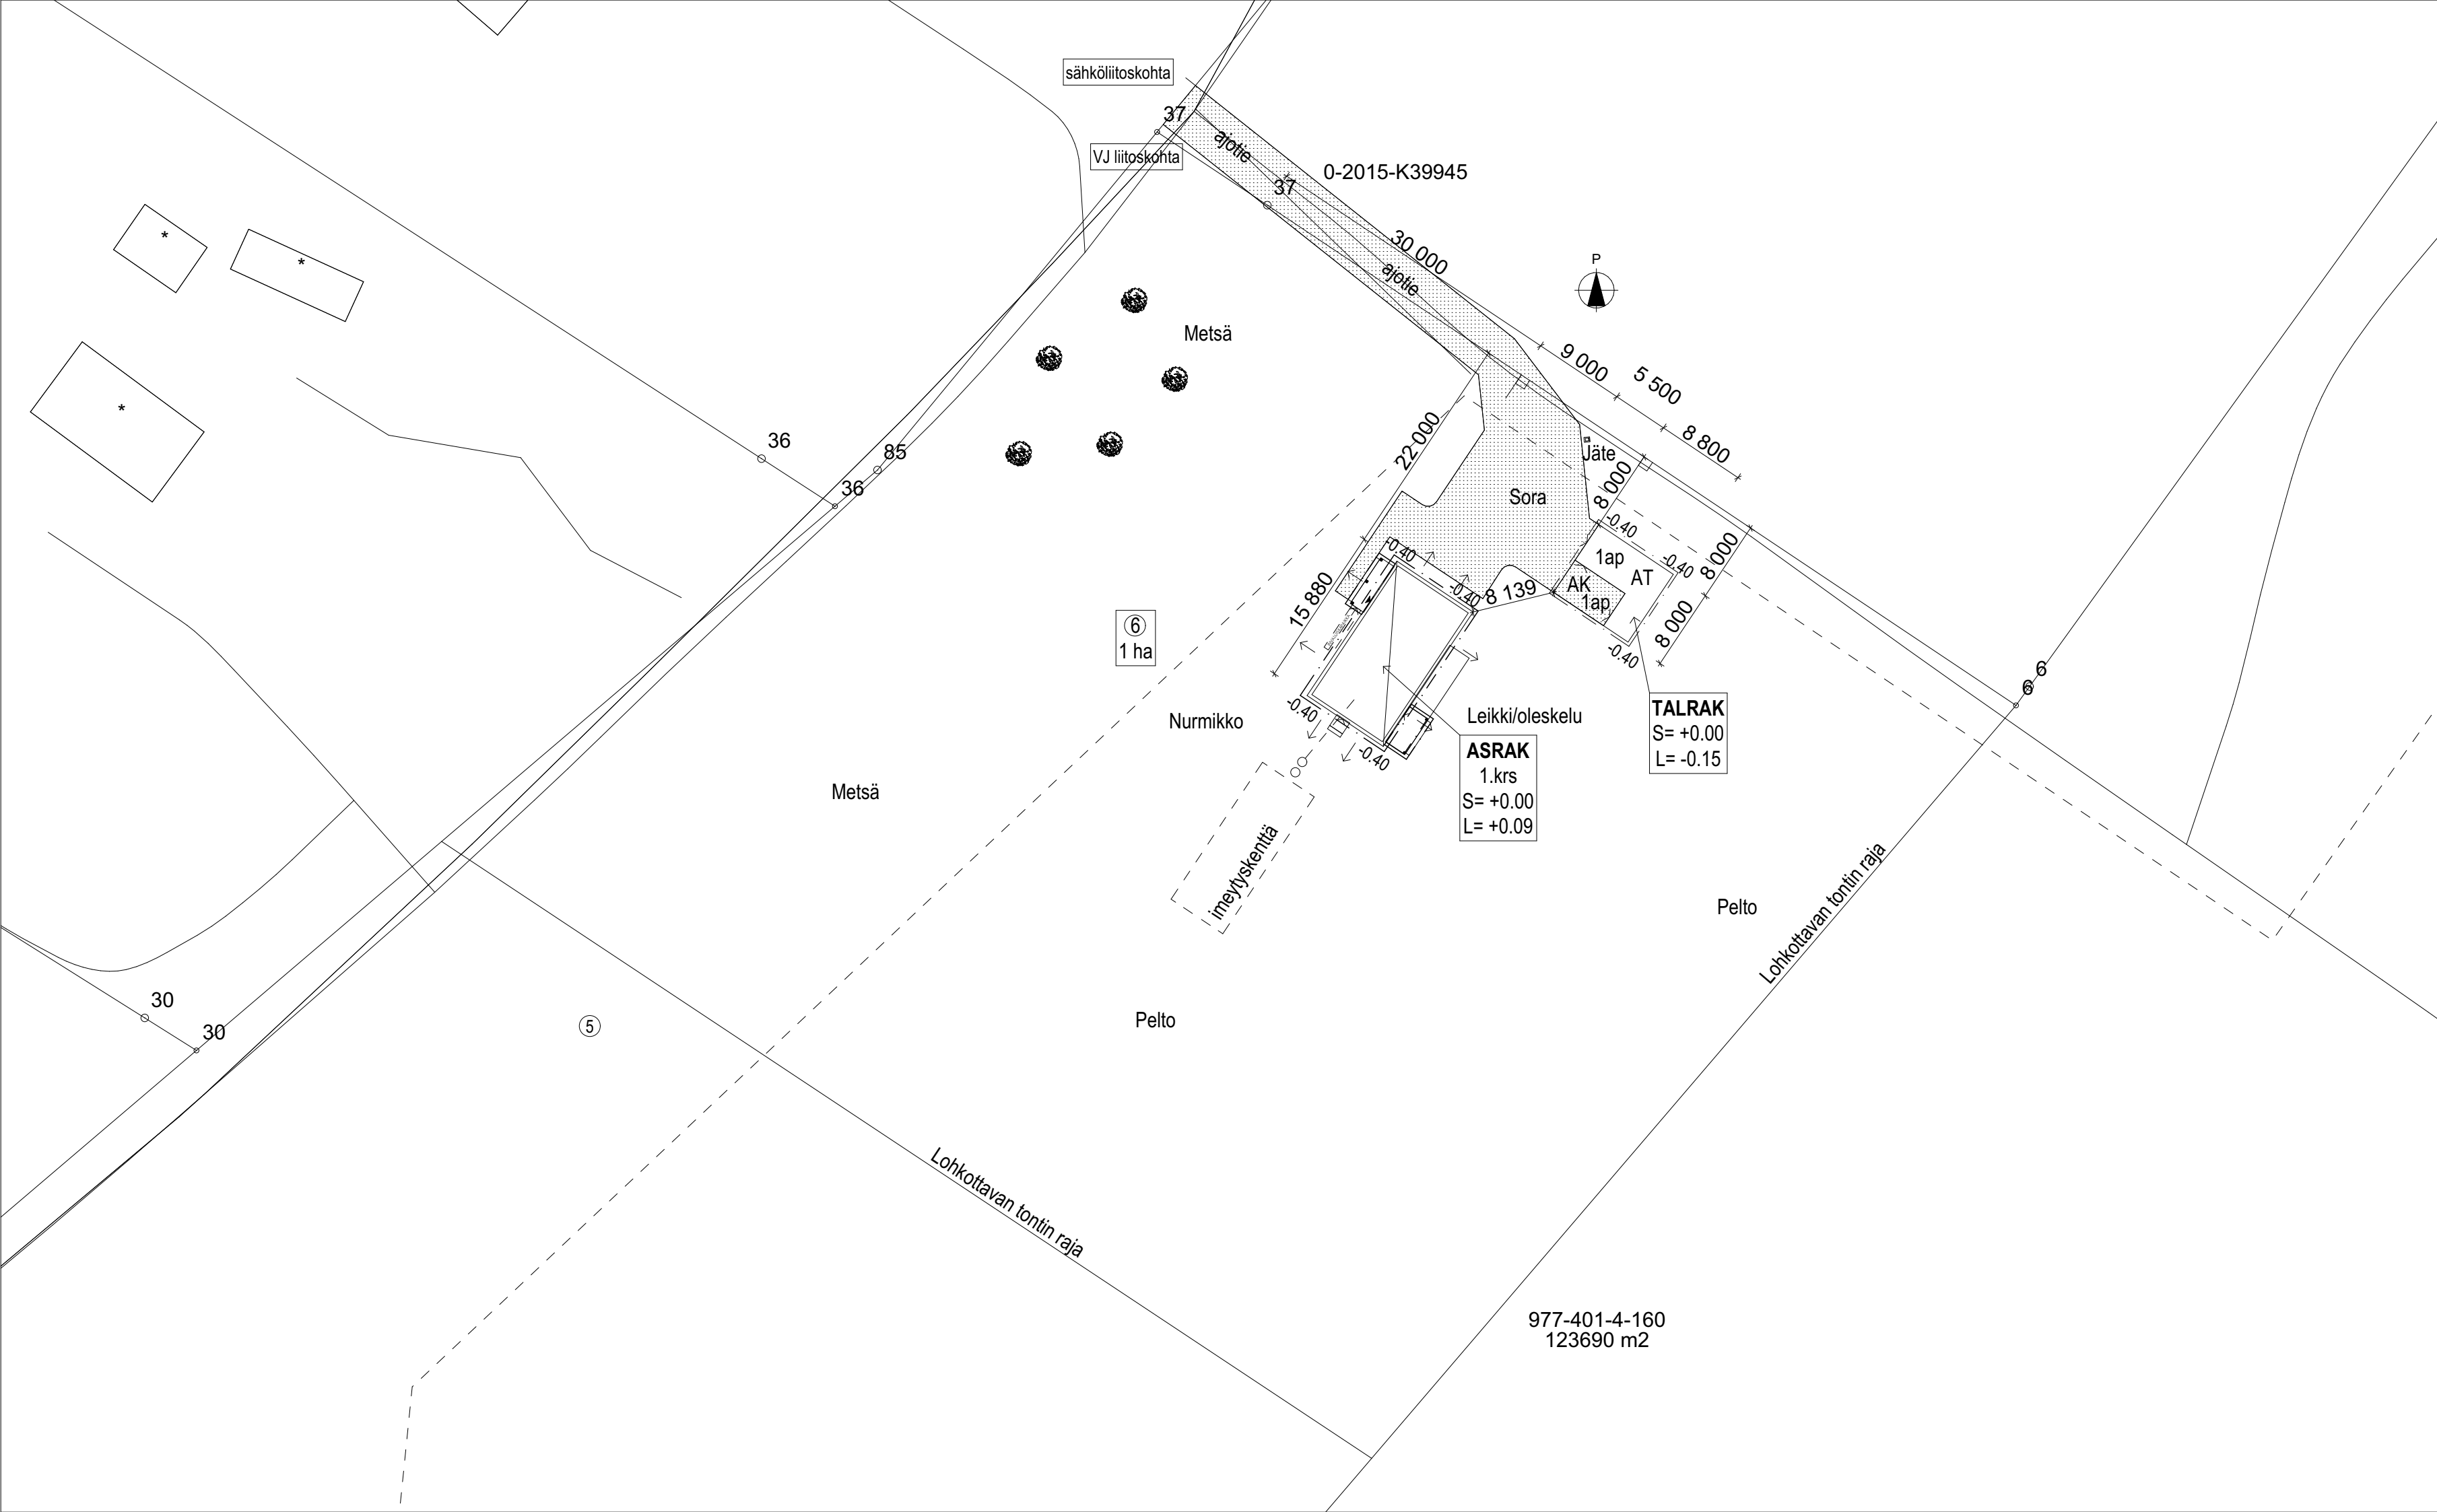 sähköliitoskohta
37
VJ liitoskohta
ajotie
0-2015-K39945
37
30 000
ajotie
P
Metsä
9 000
5 500
8 800
*
*
*
36
85
36
22 000
Jäte
8 000
Sora
-0.40
-0.40
8 000
1ap
AT
AK
1ap
-0.40
-0.40
8 139
15 880
8 000
-0.40
6
1 ha
6
6
-0.40
Nurmikko
Leikki/oleskelu
TALRAK
S= +0.00
L= -0.15
-0.40
ASRAK
1.krs
S= +0.00
L= +0.09
Metsä
imeytyskenttä
Lohkottavan tontin raja
Pelto
30
30
5
Pelto
Lohkottavan tontin raja
977-401-4-160
123690 m2